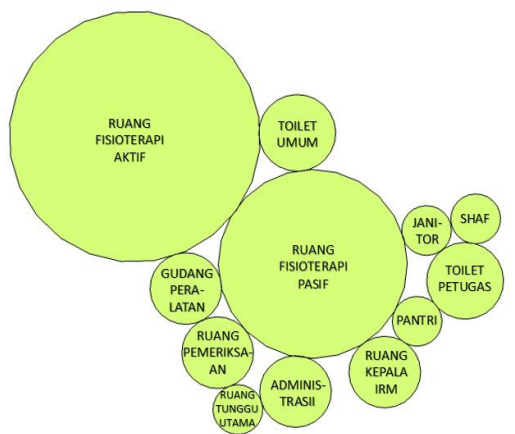 RUANG
FISIOTERAPI
AKTIF
TOILET
UMUM
RUANG
FISIOTERAPI
PASIF
JANI-
TOR
SHAF
TOILET
PETUGAS
GUDANG
PERA-
LATAN
PANTRI
RUANG
PEMERIKSA-
AN
RUANG
KEPALA
IRM
ADMINIS-
TRASII
RUANG
TUNGGU
UTAMA